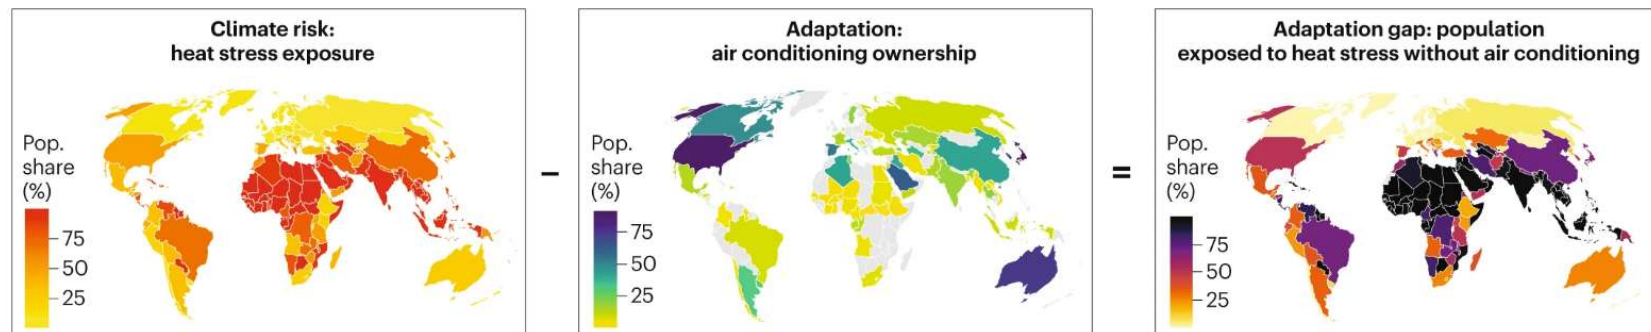 Climate risk:
heat stress exposure
Pop.
share
(%)
75
50
25
–
Adaptation:
air conditioning ownership
Pop.
share
(%)
75
50
25
=
Adaptation gap: population
exposed to heat stress without air conditioning
Pop.
share
(%)
75
50
25